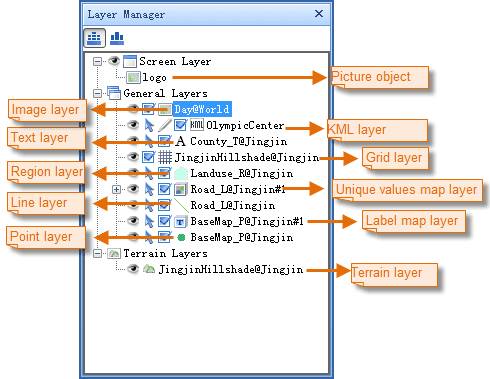 Layer Manager
Screen Layer
logo
Picture object
General Layers
Image layer
Day@World
KML
OlympicCenter
KML layer
Text layer
A
County_T@Jingjin
JingjinHillshade@Jingjin
Grid layer
Region layer
Landuse_R@Jingjin
Road_L@Jingjin#1
Unique values map layer
Line layer
Road_L@Jingjin
T
BaseMap_P@Jingjin#1
Label map layer
Point layer
BaseMap_P@Jingjin
Terrain Layers
JingjinHillshade@Jingjin
Terrain layer